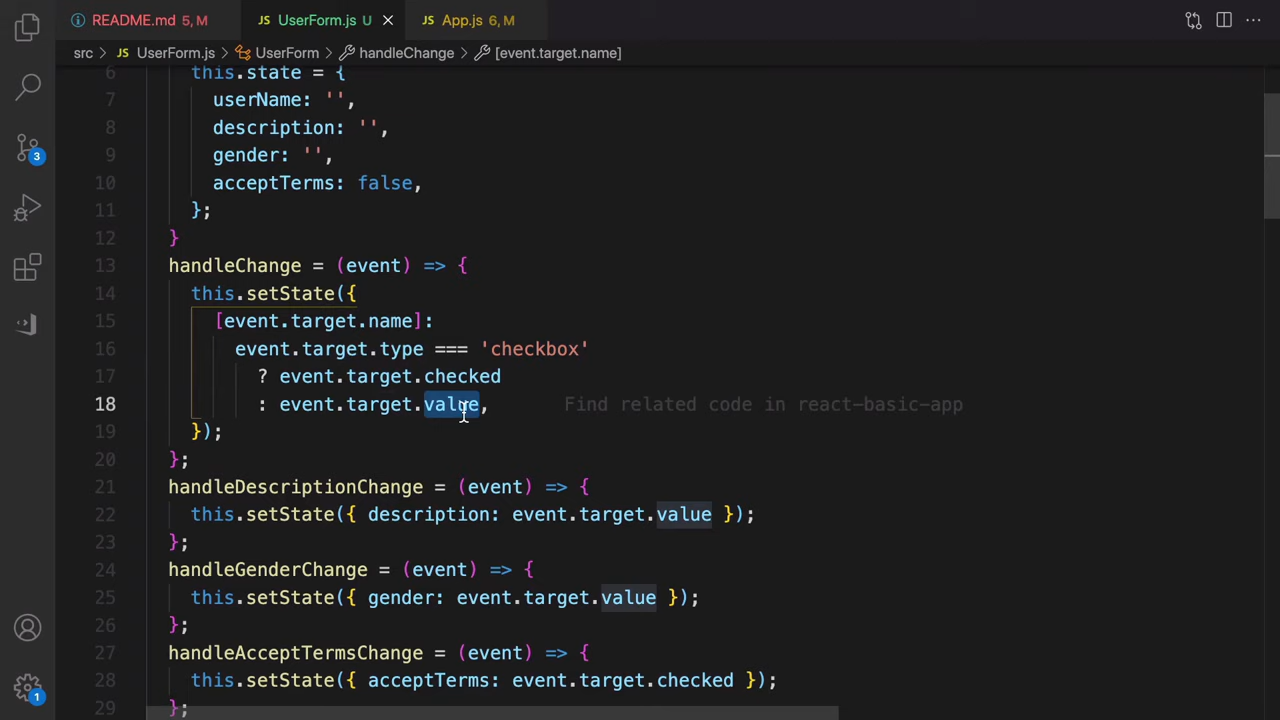 README.md 5, M
JS UserForm.js U
JS App.js 6, M
src > JS UserForm.js > UserForm > handleChange > [event.target.name]
6 this.state = {
7 userName: '',
8 description: '',
9 gender: '',
10 acceptTerms: false,
11 };
12 }
13 handleChange = (event) => {
14 this.setState({
15 [event.target.name]:
16 event.target.type === 'checkbox'
17 ? event.target.checked
18 : event.target.value, Find related code in react-basic-app
19 });
20 };
21 handleDescriptionChange = (event) => {
22 this.setState({ description: event.target.value });
23 };
24 handleGenderChange = (event) => {
25 this.setState({ gender: event.target.value });
26 };
27 handleAcceptTermsChange = (event) => {
28 this.setState({ acceptTerms: event.target.checked });
29 };
3
1